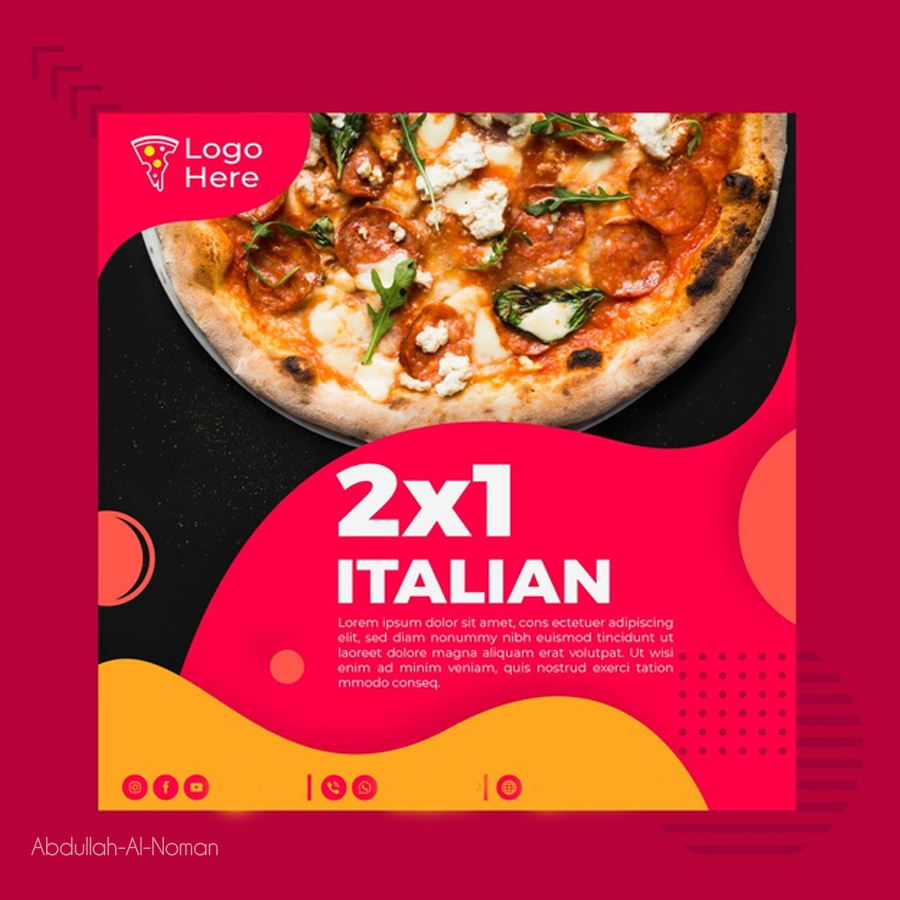 Logo
Here
2x1
ITALIAN
Lorem ipsum dolor sit amet, cons ectetuer adipiscing
elit, sed diam nonummy nibh euismod tincidunt ut
laoreet dolore magna aliquam erat volutpat. Ut wisi
enim ad minim veniam, quis nostrud exerci tation
mmodo conseq.
Abdullah-Al-Noman